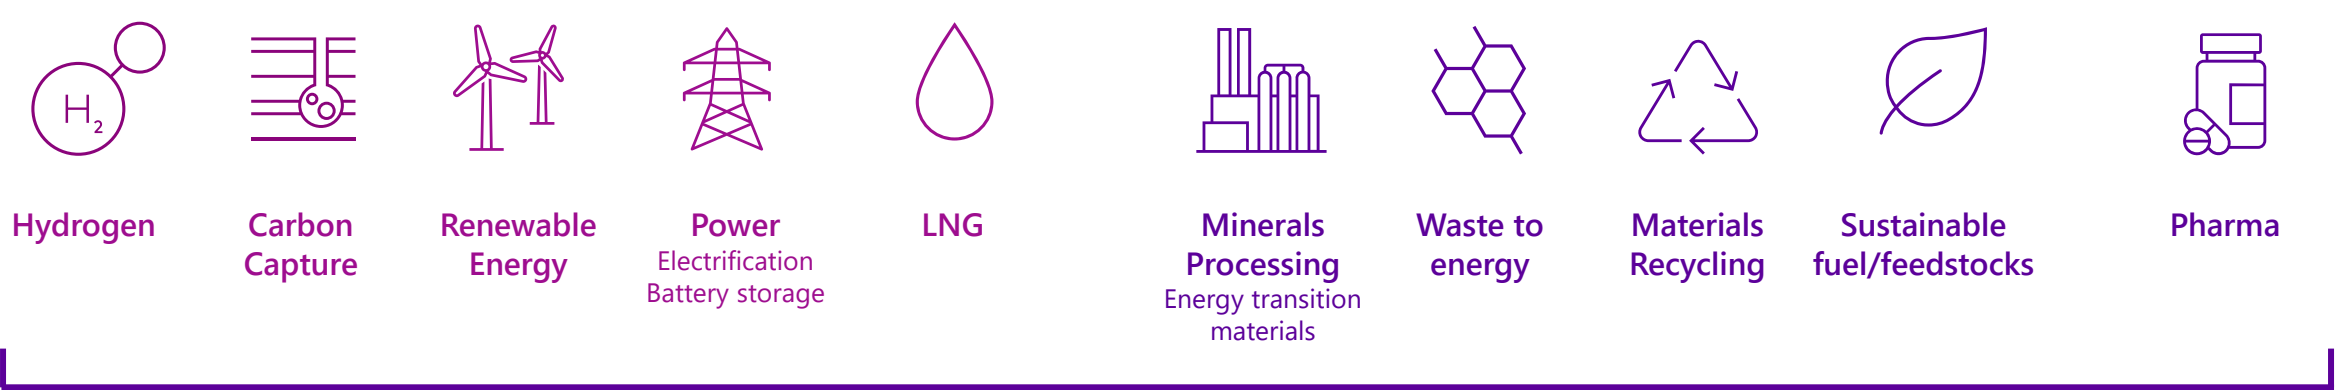 H2
Hydrogen
Carbon
Capture
Renewable
Energy
Power
Electrification
Battery storage
LNG
Minerals
Processing
Energy transition
materials
Waste to
energy
Materials
Recycling
Sustainable
fuel/feedstocks
Pharma